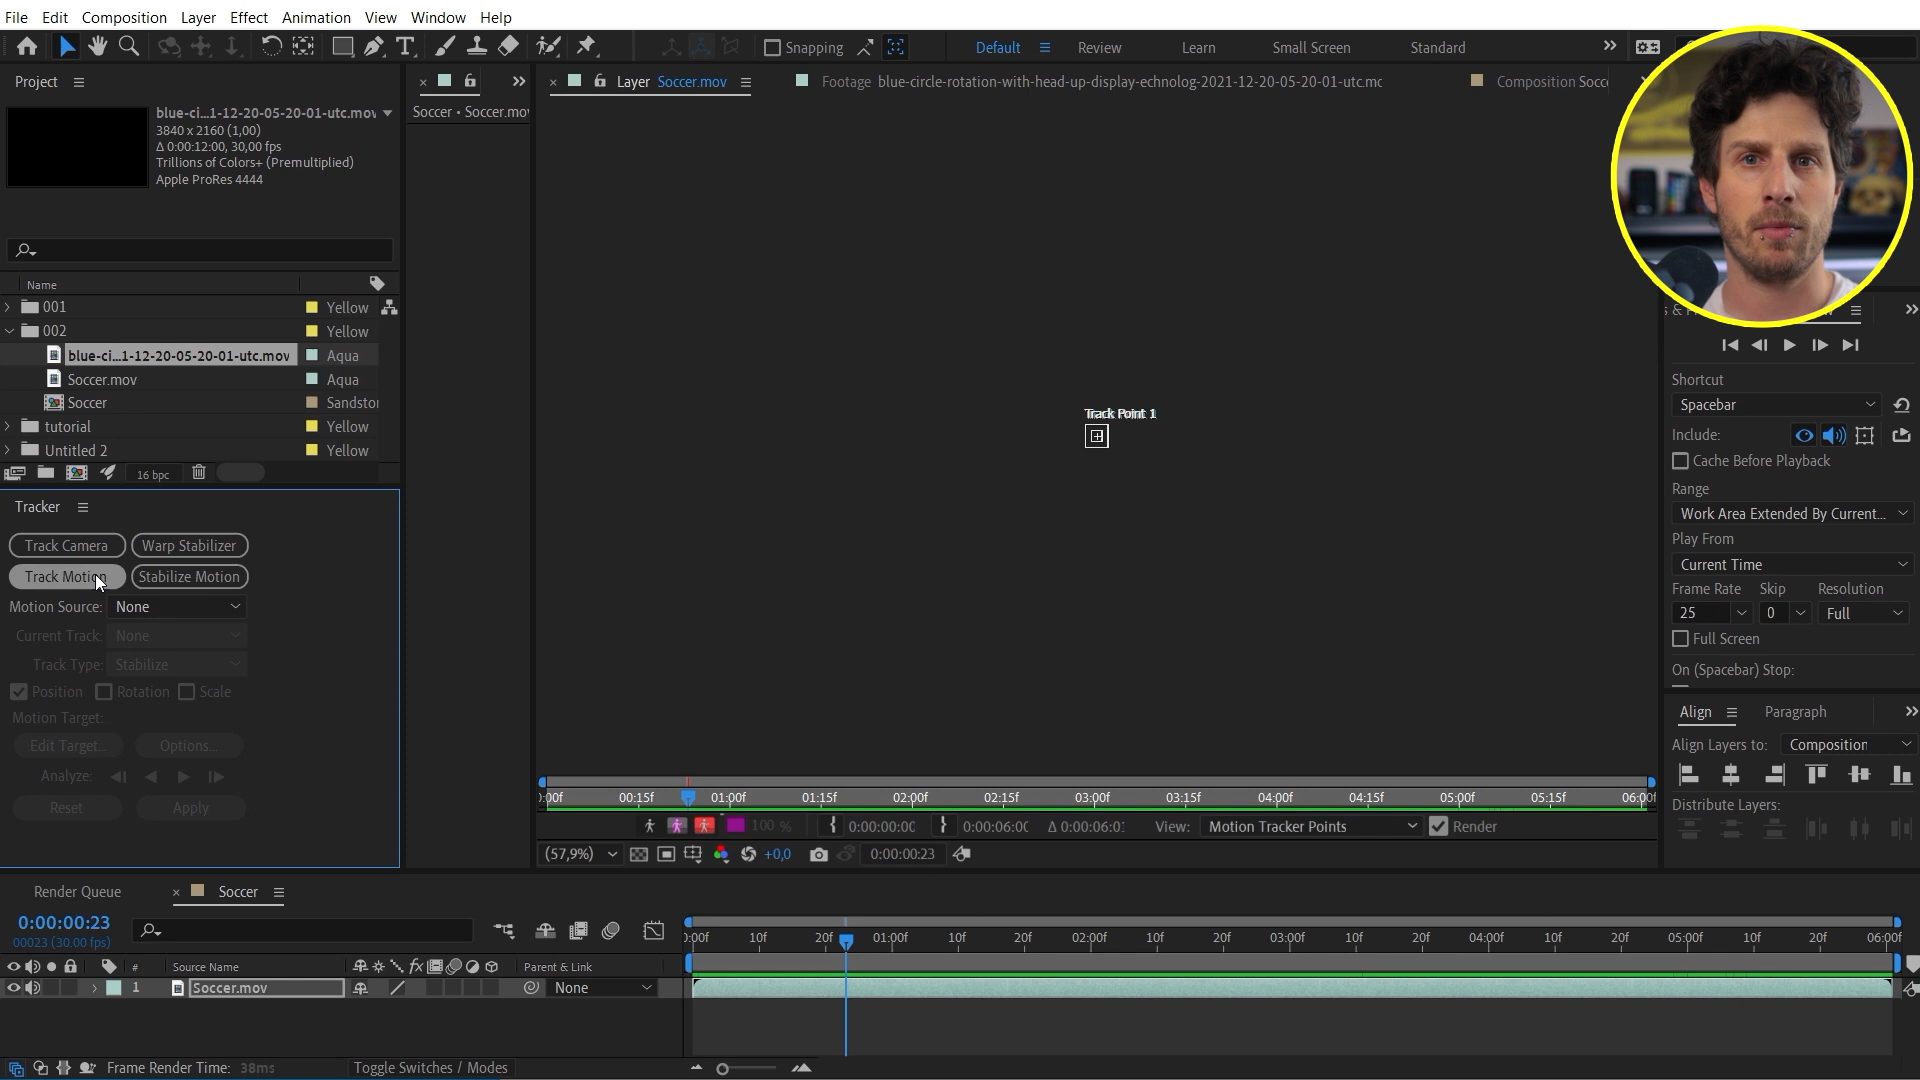 File Edit Composition Layer Effect Animation View Window Help
Snapping Default Review Learn Small Screen Standard
Project
Layer Soccer.mov Footage blue-circle-rotation-with-head-up-display-echnolog-2021-12-20-05-20-01-utc.mc Composition Socc
Soccer • Soccer.mov
blue-ci...1-12-20-05-20-01-utc.mov
3840 x 2160 (1,00)
Δ 0:00:12:00, 30,00 fps
Trillions of Colors+ (Premultiplied)
Apple ProRes 4444
Name
001 Yellow
002 Yellow
blue-ci...1-12-20-05-20-01-utc.mov Aqua
Soccer.mov Aqua
Soccer Sandsto
tutorial Yellow
Untitled 2 Yellow
16 bpc
Tracker
Track Camera Warp Stabilizer
Track Motion Stabilize Motion
Motion Source: None
Current Track: None
Track Type: Stabilize
Position Rotation Scale
Motion Target:
Edit Target... Options...
Analyze:
Reset Apply
Track Point 1
:00f 00:15f 01:00f 01:15f 02:00f 02:15f 03:00f 03:15f 04:00f 04:15f 05:00f 05:15f 06:00f
100 % 0:00:00:00 0:00:06:00 Δ 0:00:06:01 View: Motion Tracker Points Render
(57,9%) +0,0 0:00:00:23
Shortcut
Spacebar
Include:
Cache Before Playback
Range
Work Area Extended By Current...
Play From
Current Time
Frame Rate Skip Resolution
25 0 Full
Full Screen
On (Spacebar) Stop:
Align Paragraph
Align Layers to: Composition
Distribute Layers:
Render Queue Soccer
0:00:00:23
00023 (30.00 fps)
:00f 10f 20f 01:00f 10f 20f 02:00f 10f 20f 03:00f 10f 20f 04:00f 10f 20f 05:00f 10f 20f 06:00f
# Source Name fx Parent & Link
1 Soccer.mov None
Frame Render Time: 38ms Toggle Switches / Modes